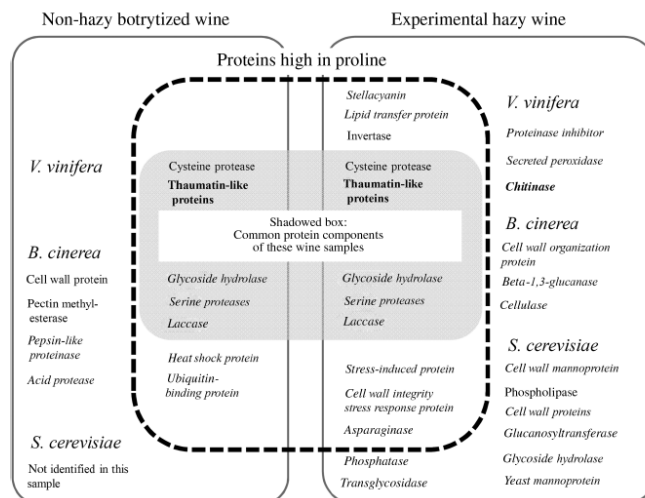 Non-hazy botrytized wine
Experimental hazy wine
Proteins high in proline
V. vinifera
Cysteine protease
Thaumatin-like
proteins
Stellacyanin
Lipid transfer protein
Invertase
Cysteine protease
Thaumatin-like
proteins
V. vinifera
Proteinase inhibitor
Secreted peroxidase
Chitinase
Shadowed box:
Common protein components
of these wine samples
B. cinerea
Cell wall protein
Pectin methyl-
esterase
Pepsin-like
proteinase
Acid protease
Glycoside hydrolase
Serine proteases
Laccase
Heat shock protein
Ubiquitin-
binding protein
Glycoside hydrolase
Serine proteases
Laccase
B. cinerea
Cell wall organization
protein
Beta-1,3-glucanase
Cellulase
S. cerevisiae
Not identified in this
sample
Stress-induced protein
Cell wall integrity
stress response protein
Asparaginase
Phosphatase
Transglycosidase
S. cerevisiae
Cell wall mannoprotein
Phospholipase
Cell wall proteins
Glucanosyltransferase
Glycoside hydrolase
Yeast mannoprotein